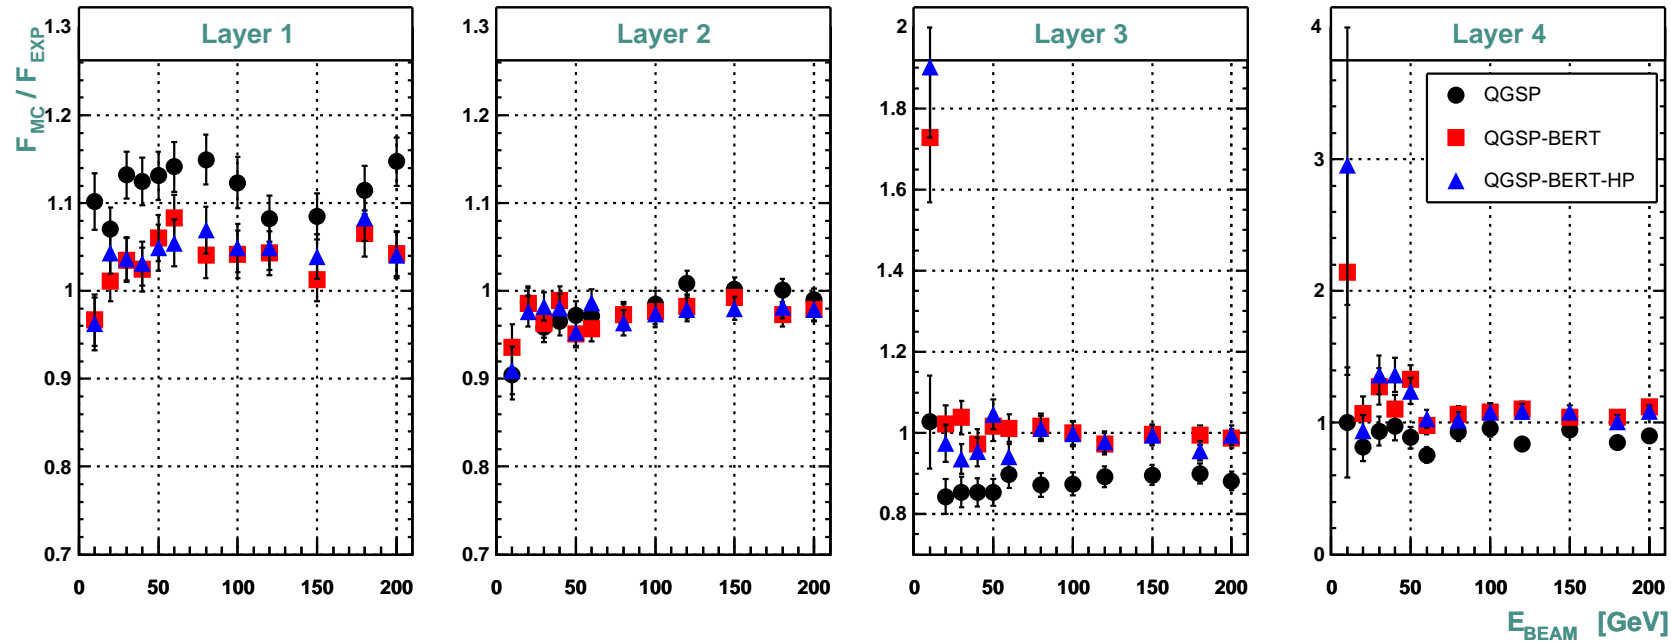 F_MC / F_EXP
Layer 1
1.3
1.2
1.1
1
0.9
0.8
0.7
0 50 100 150 200
Layer 2
1.3
1.2
1.1
1
0.9
0.8
0.7
0 50 100 150 200
Layer 3
2
1.8
1.6
1.4
1.2
1
0.8
0 50 100 150 200
Layer 4
4
3
2
1
0
0 50 100 150 200
QGSP
QGSP-BERT
QGSP-BERT-HP
E_BEAM [GeV]